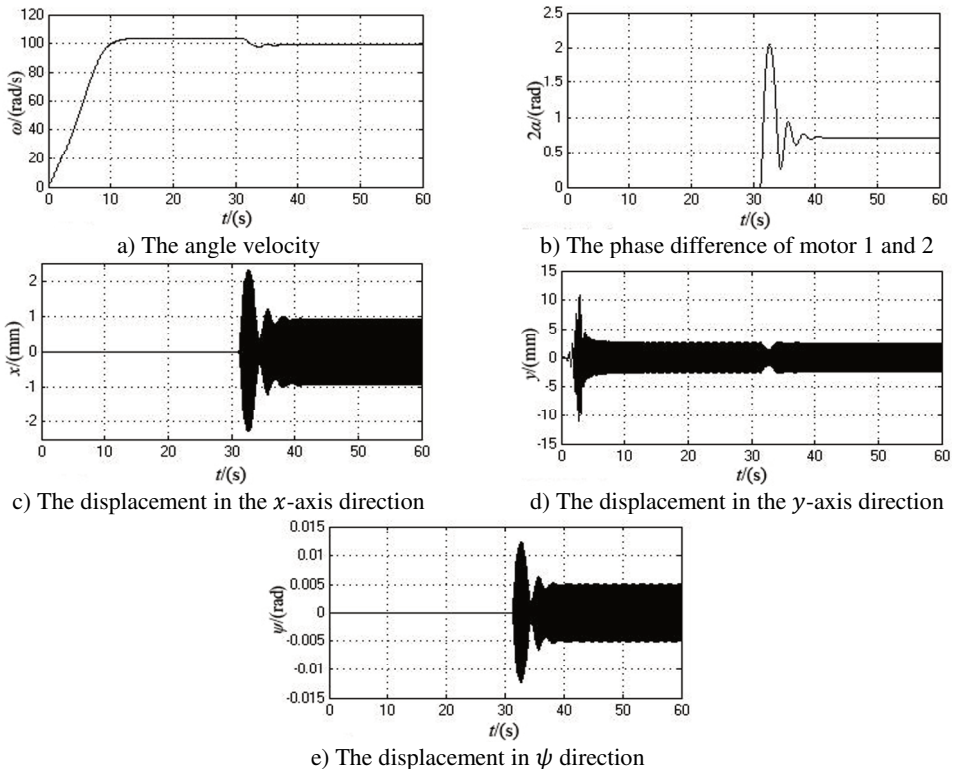 120
100
80
60
40
20
0
ω/(rad/s)
0 10 20 30 40 50 60
t/(s)
a) The angle velocity
2.5
2
1.5
1
0.5
0
2α/(rad)
0 10 20 30 40 50 60
t/(s)
b) The phase difference of motor 1 and 2
2
1
0
-1
-2
x/(mm)
0 10 20 30 40 50 60
t/(s)
c) The displacement in the x-axis direction
15
10
5
0
-5
-10
-15
y/(mm)
0 10 20 30 40 50 60
t/(s)
d) The displacement in the y-axis direction
0.015
0.01
0.005
0
-0.005
-0.01
-0.015
ψ/(rad)
0 10 20 30 40 50 60
t/(s)
e) The displacement in ψ direction